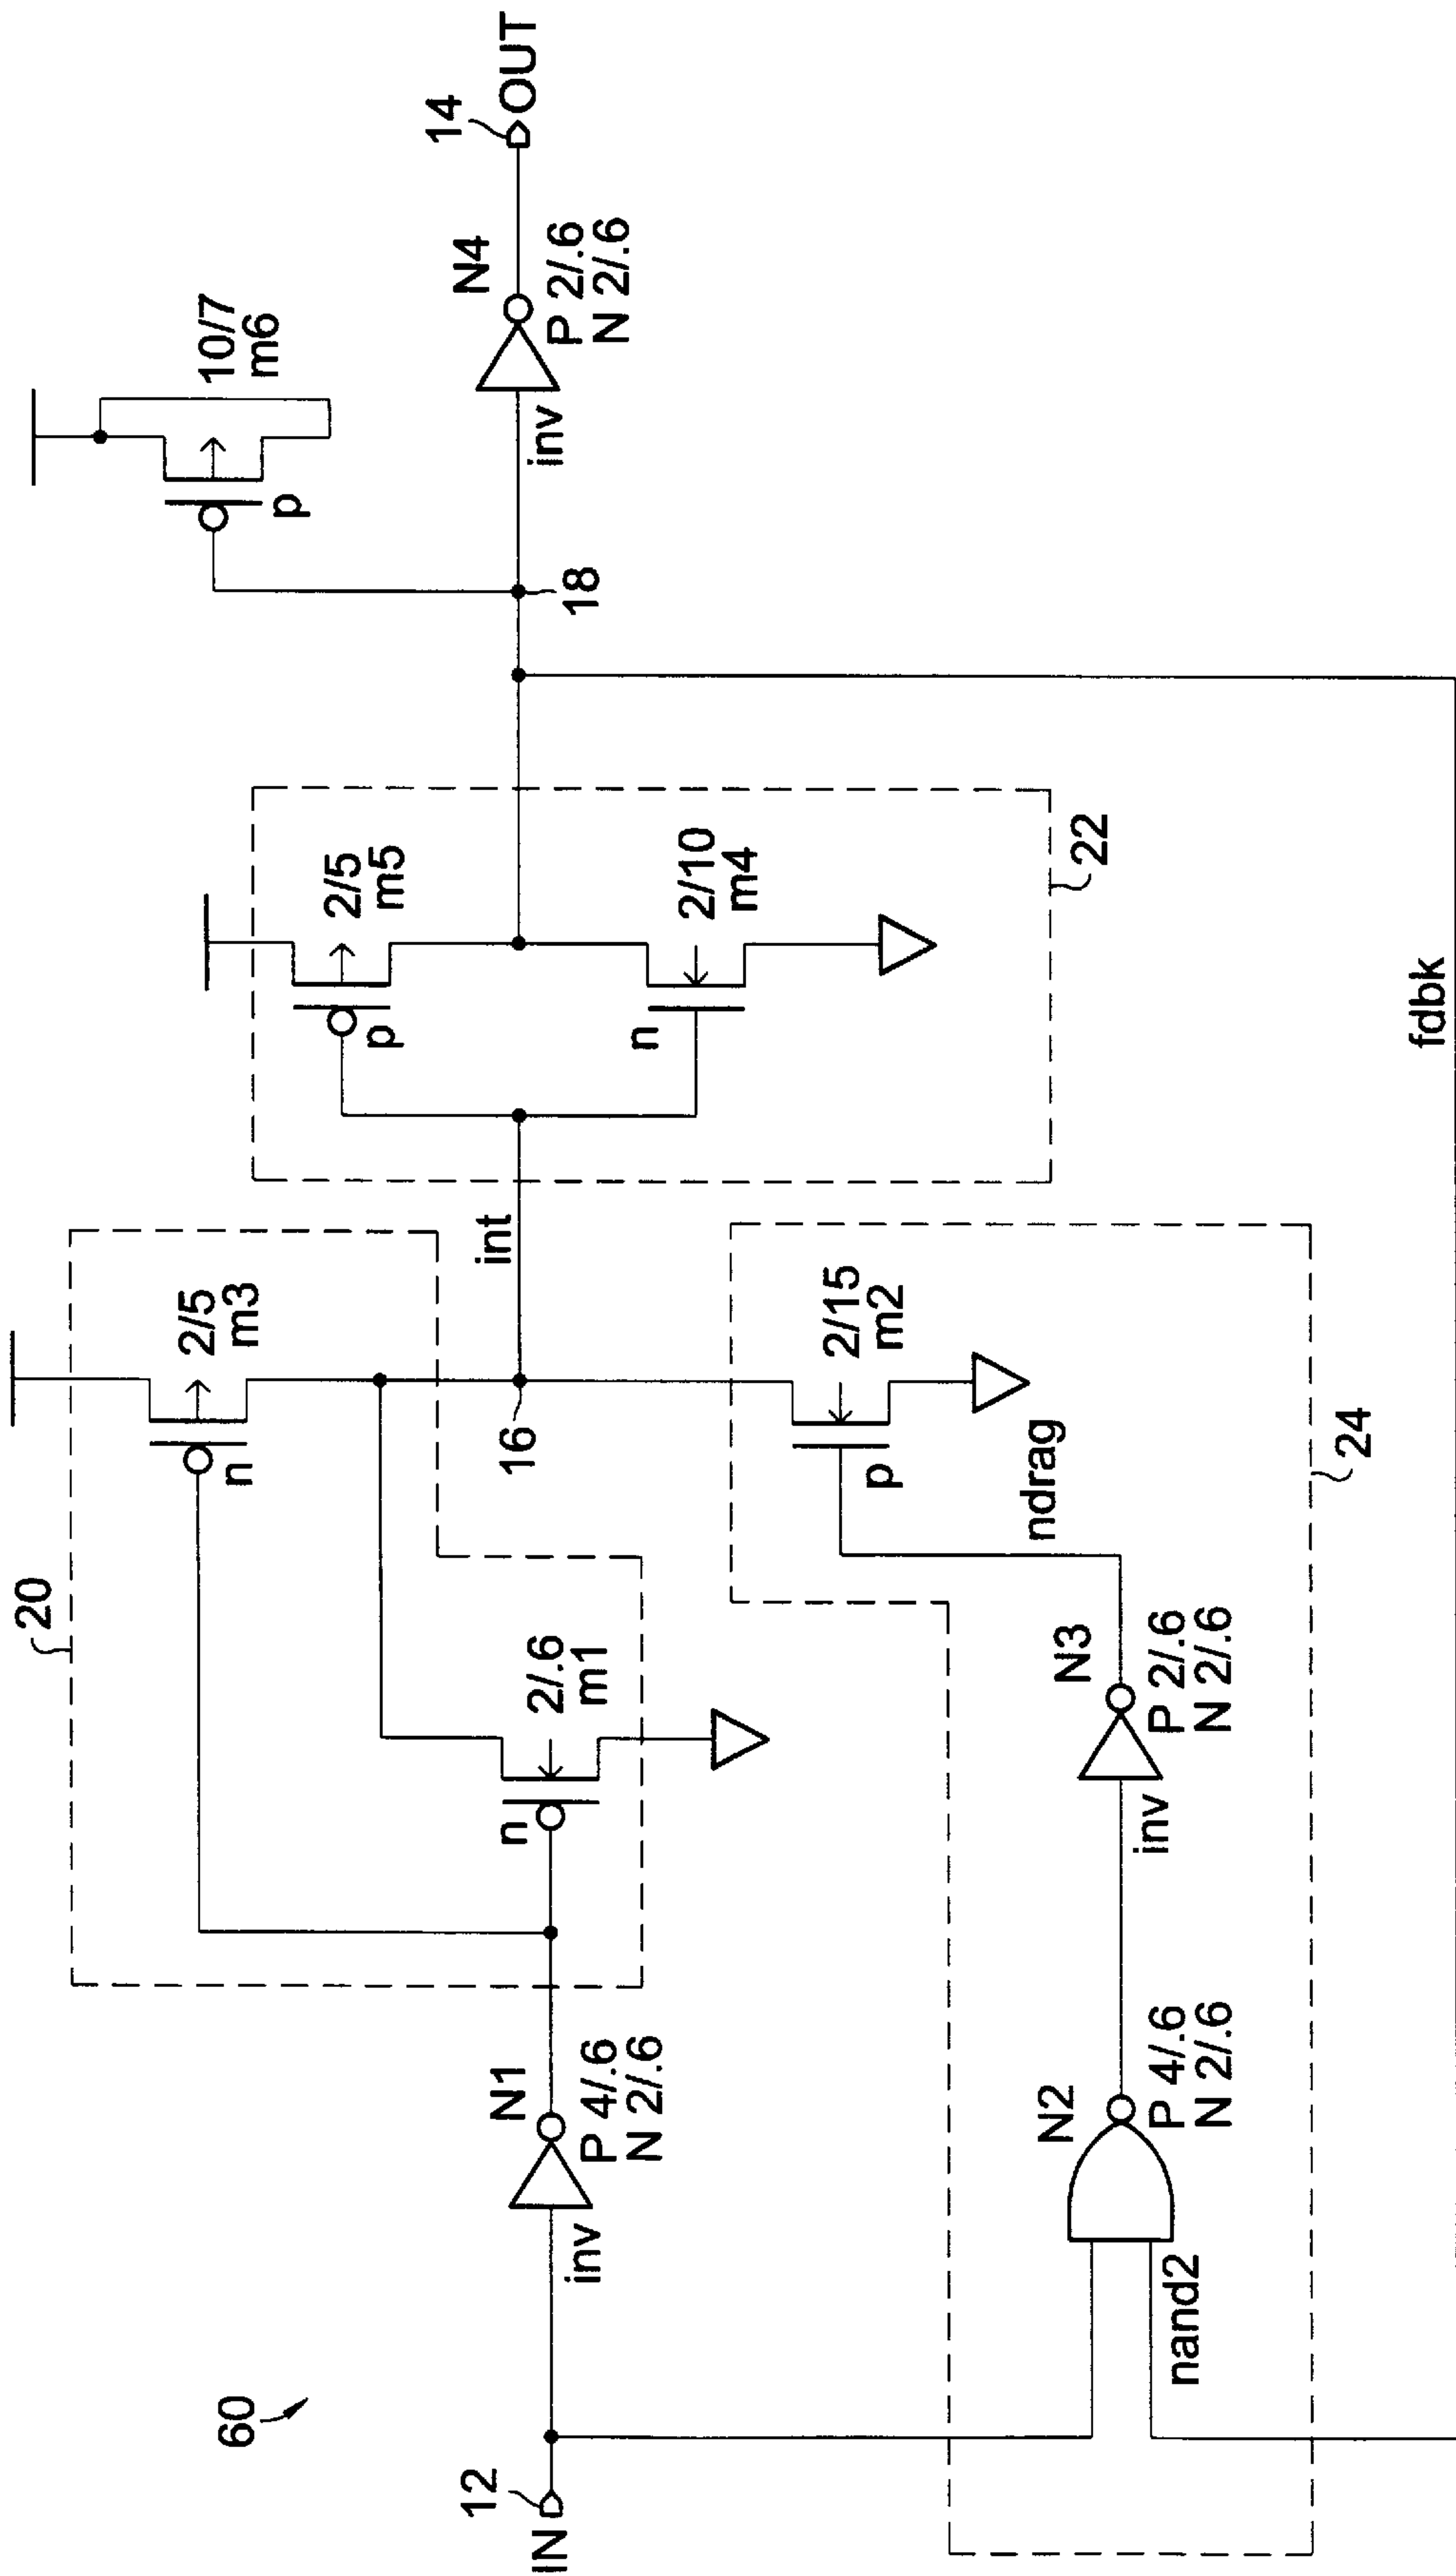 60
12
IN
inv
N1
P 4/.6
N 2/.6
20
n
2/.6
m1
n
2/5
m3
16
int
nand2
N2
P 4/.6
N 2/.6
inv
N3
P 2/.6
N 2/.6
ndrag
p
2/15
m2
24
p
2/5
m5
n
2/10
m4
22
fdbk
18
p
10/7
m6
inv
N4
P 2/.6
N 2/.6
14
OUT